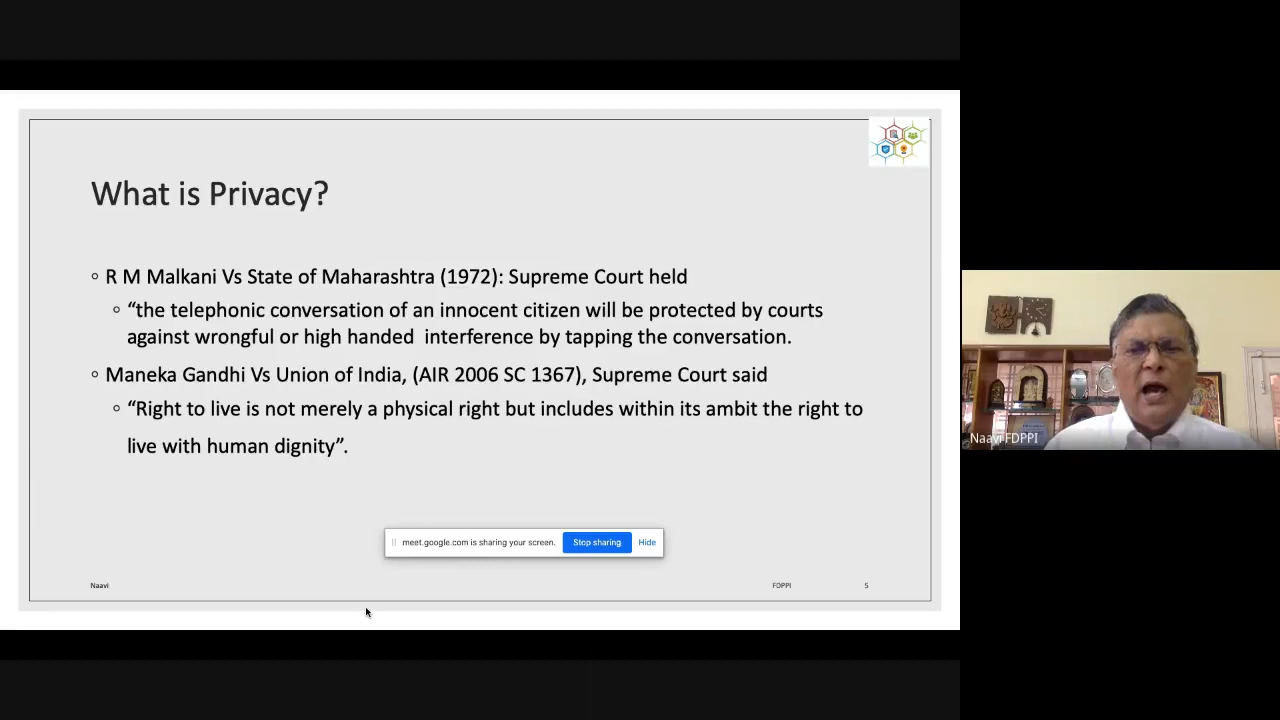 What is Privacy?
R M Malkani Vs State of Maharashtra (1972): Supreme Court held
“the telephonic conversation of an innocent citizen will be protected by courts
against wrongful or high handed interference by tapping the conversation.
Maneka Gandhi Vs Union of India, (AIR 2006 SC 1367), Supreme Court said
“Right to live is not merely a physical right but includes within its ambit the right to
live with human dignity”.
meet.google.com is sharing your screen. Stop sharing Hide
Naavi FDPPI 5
Naavi FDPPI